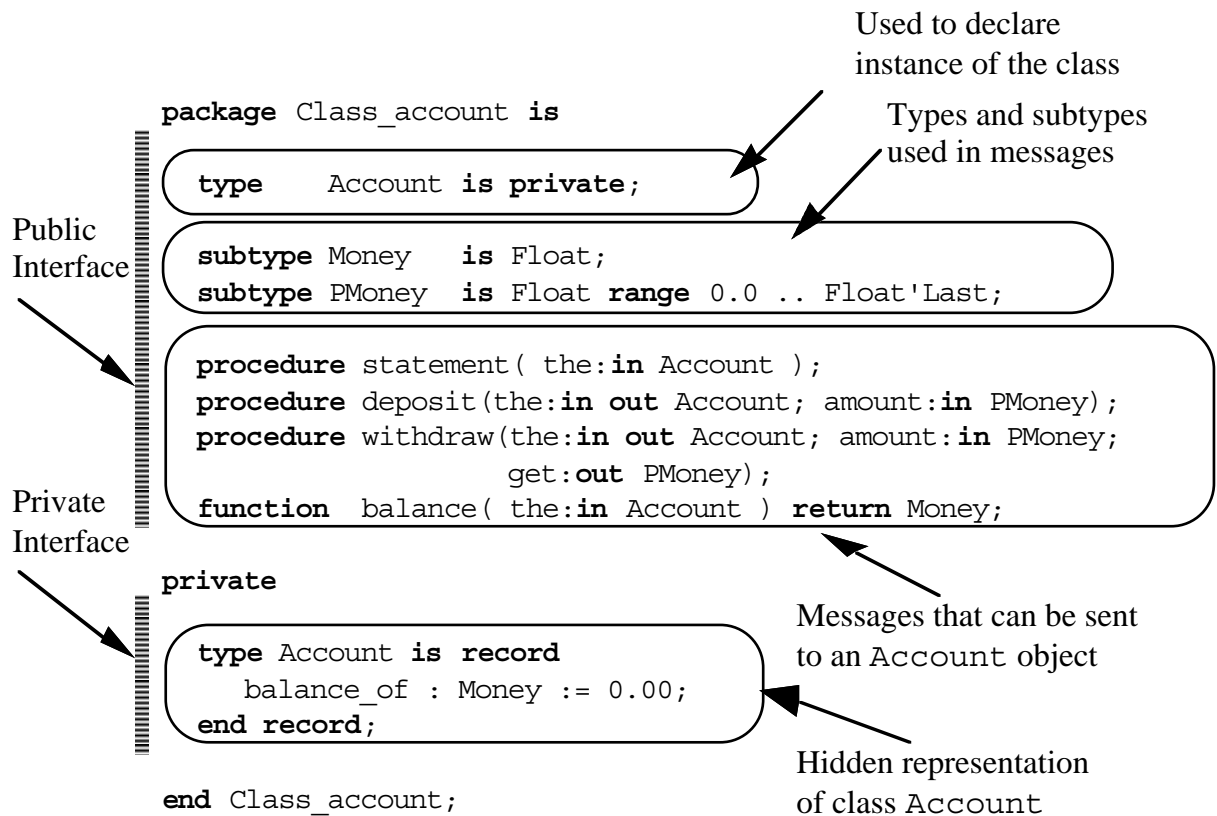 Used to declare
instance of the class
package Class_account is
Types and subtypes
used in messages
type Account is private;
Public
Interface
subtype Money is Float;
subtype PMoney is Float range 0.0 .. Float'Last;
procedure statement( the:in Account );
procedure deposit(the:in out Account; amount:in PMoney);
procedure withdraw(the:in out Account; amount:in PMoney;
get:out PMoney);
function balance( the:in Account ) return Money;
Private
Interface
private
Messages that can be sent
to an Account object
type Account is record
balance_of : Money := 0.00;
end record;
Hidden representation
of class Account
end Class_account;